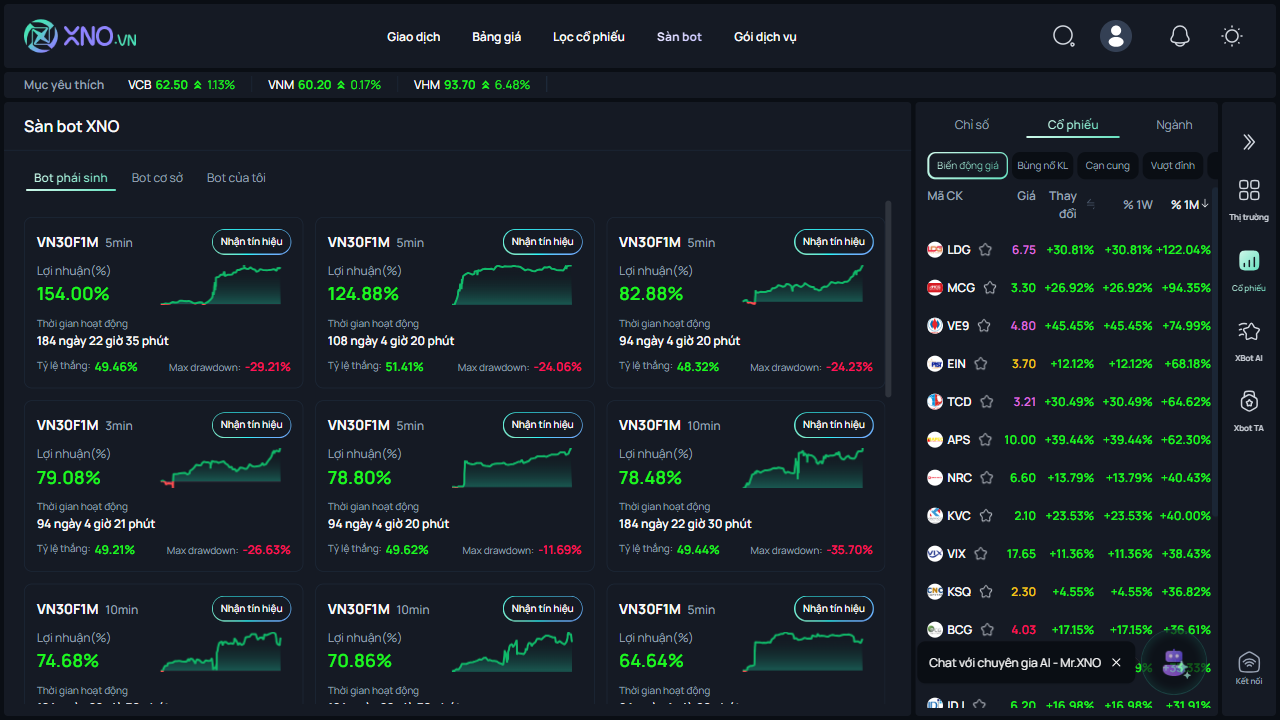 XNO.VN
Giao dịch Bảng giá Lọc cổ phiếu Sàn bot Gói dịch vụ
Mục yêu thích VCB 62.50 1.13% VNM 60.20 0.17% VHM 93.70 6.48%
Sàn bot XNO
Bot phái sinh Bot cơ sở Bot của tôi
VN30F1M 5min Nhận tín hiệu
Lợi nhuận(%)
154.00%
Thời gian hoạt động
184 ngày 22 giờ 35 phút
Tỷ lệ thắng: 49.46% Max drawdown: -29.21%
VN30F1M 5min Nhận tín hiệu
Lợi nhuận(%)
124.88%
Thời gian hoạt động
108 ngày 4 giờ 20 phút
Tỷ lệ thắng: 51.41% Max drawdown: -24.06%
VN30F1M 5min Nhận tín hiệu
Lợi nhuận(%)
82.88%
Thời gian hoạt động
94 ngày 4 giờ 20 phút
Tỷ lệ thắng: 48.32% Max drawdown: -24.23%
VN30F1M 3min Nhận tín hiệu
Lợi nhuận(%)
79.08%
Thời gian hoạt động
94 ngày 4 giờ 21 phút
Tỷ lệ thắng: 49.21% Max drawdown: -26.63%
VN30F1M 5min Nhận tín hiệu
Lợi nhuận(%)
78.80%
Thời gian hoạt động
94 ngày 4 giờ 20 phút
Tỷ lệ thắng: 49.62% Max drawdown: -11.69%
VN30F1M 10min Nhận tín hiệu
Lợi nhuận(%)
78.48%
Thời gian hoạt động
184 ngày 22 giờ 30 phút
Tỷ lệ thắng: 49.44% Max drawdown: -35.70%
VN30F1M 10min Nhận tín hiệu
Lợi nhuận(%)
74.68%
Thời gian hoạt động
VN30F1M 10min Nhận tín hiệu
Lợi nhuận(%)
70.86%
Thời gian hoạt động
VN30F1M 5min Nhận tín hiệu
Lợi nhuận(%)
64.64%
Thời gian hoạt động
Chỉ số Cổ phiếu Ngành
Biến động giá Bùng nổ KL Cạn cung Vượt đỉnh
Mã CK Giá Thay đổi % 1W % 1M
LDG 6.75 +30.81% +30.81% +122.04%
MCG 3.30 +26.92% +26.92% +94.35%
VE9 4.80 +45.45% +45.45% +74.99%
EIN 3.70 +12.12% +12.12% +68.18%
TCD 3.21 +30.49% +30.49% +64.62%
APS 10.00 +39.44% +39.44% +62.30%
NRC 6.60 +13.79% +13.79% +40.43%
KVC 2.10 +23.53% +23.53% +40.00%
VIX 17.65 +11.36% +11.36% +38.43%
KSQ 2.30 +4.55% +4.55% +36.82%
BCG 4.03 +17.15% +17.15% +36.61%
Chat với chuyên gia AI - Mr.XNO
IDJ 6.20 +16.98% +16.98% +31.91%
Thị trường
Cổ phiếu
XBot AI
Xbot TA
Kết nối